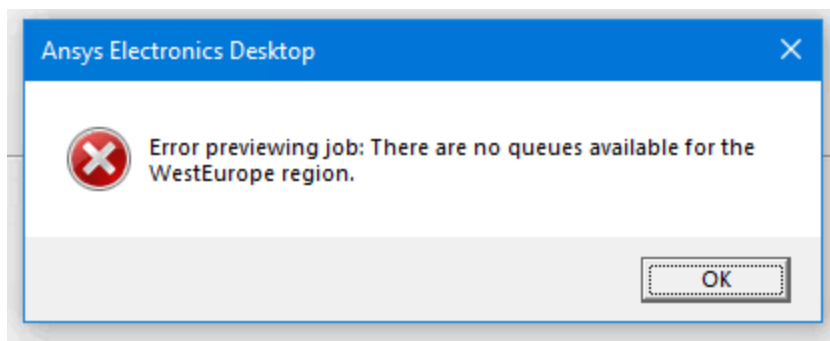 Ansys Electronics Desktop
Error previewing job: There are no queues available for the
WestEurope region.
OK